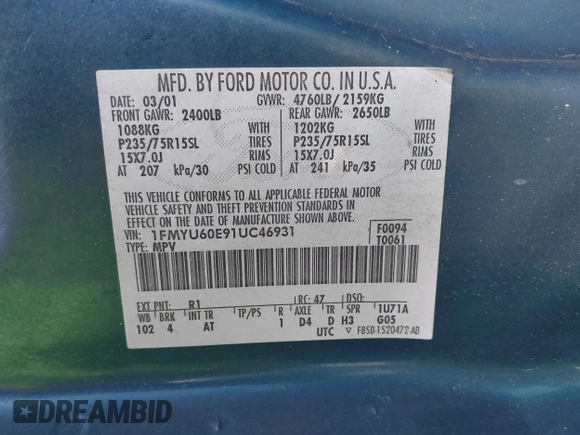 MFD. BY FORD MOTOR CO. IN U.S.A.
DATE: 03/01 GVWR: 4760LB/ 2159KG
FRONT GAWR: 2400LB REAR GAWR: 2650LB
1088KG WITH 1202KG WITH
P235/75R15SL TIRES P235/75R15SL TIRES
15X7.0J RIMS 15X7.0J RIMS
AT 207 kPa/30 PSI COLD AT 241 kPa/35 PSI COLD
THIS VEHICLE CONFORMS TO ALL APPLICABLE FEDERAL MOTOR
VEHICLE SAFETY AND THEFT PREVENTION STANDARDS IN
EFFECT ON THE DATE OF MANUFACTURE SHOWN ABOVE.
VIN: 1FMYU60E91UC46931 F0094
TYPE: MPV T0061
EXT PNT: R1 RC: 47 DSO:
WB BRK INT TR TP/PS R AXLE TR SPR 1U71A
102 4 AT 1 D4 D H3 G05
UTC ▽ F85B-1520472-AB
DREAMBID